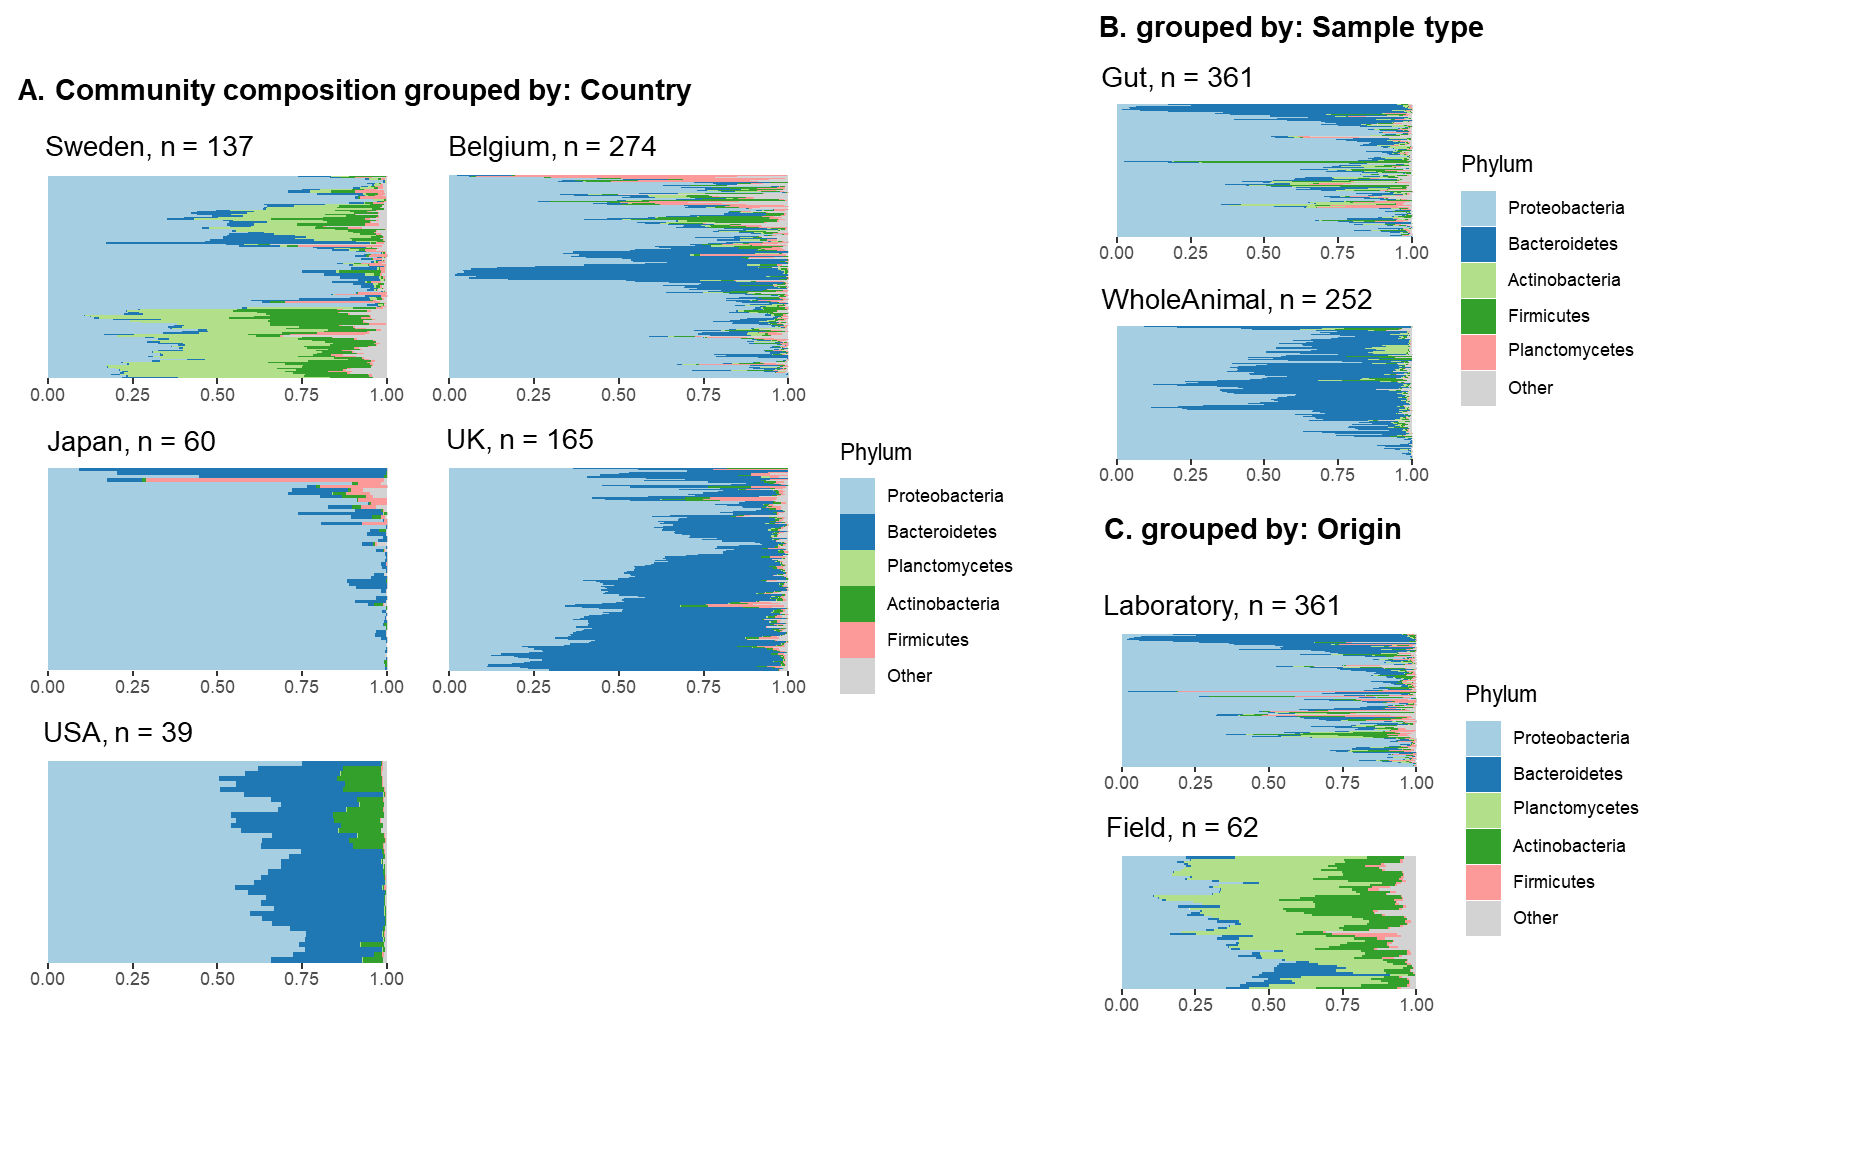 A. Community composition grouped by: Country
Sweden, n = 137
0.00 0.25 0.50 0.75 1.00
Belgium, n = 274
0.00 0.25 0.50 0.75 1.00
Japan, n = 60
0.00 0.25 0.50 0.75 1.00
UK, n = 165
0.00 0.25 0.50 0.75 1.00
USA, n = 39
0.00 0.25 0.50 0.75 1.00
Phylum
Proteobacteria
Bacteroidetes
Planctomycetes
Actinobacteria
Firmicutes
Other
B. grouped by: Sample type
Gut, n = 361
0.00 0.25 0.50 0.75 1.00
WholeAnimal, n = 252
0.00 0.25 0.50 0.75 1.00
Phylum
Proteobacteria
Bacteroidetes
Actinobacteria
Firmicutes
Planctomycetes
Other
C. grouped by: Origin
Laboratory, n = 361
0.00 0.25 0.50 0.75 1.00
Field, n = 62
0.00 0.25 0.50 0.75 1.00
Phylum
Proteobacteria
Bacteroidetes
Planctomycetes
Actinobacteria
Firmicutes
Other